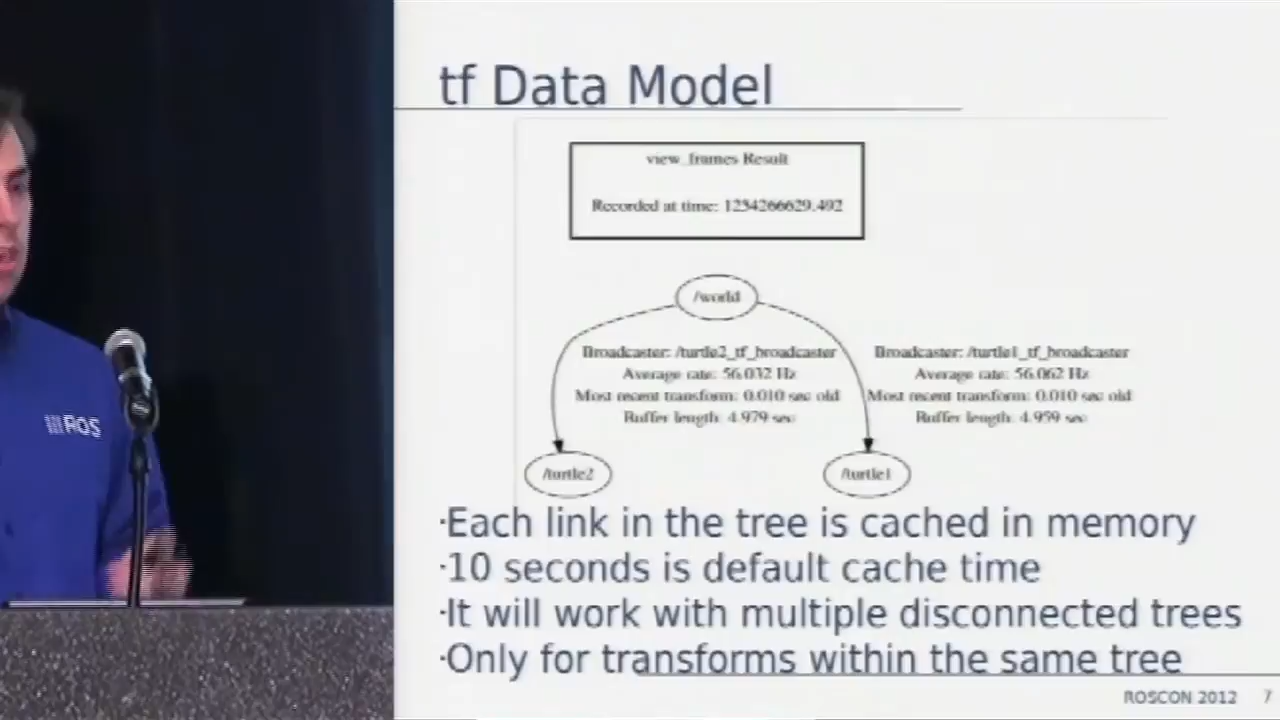 tf Data Model
view_frames Result
Recorded at time: 1234266629.492
/world
Broadcaster: /turtle2_tf_broadcaster
Average rate: 56.032 Hz
Most recent transform: 0.010 sec old
Buffer length: 4.979 sec
Broadcaster: /turtle1_tf_broadcaster
Average rate: 56.062 Hz
Most recent transform: 0.010 sec old
Buffer length: 4.959 sec
/turtle2
/turtle1
·Each link in the tree is cached in memory
·10 seconds is default cache time
·It will work with multiple disconnected trees
·Only for transforms within the same tree
ROSCON 2012 7
ROS